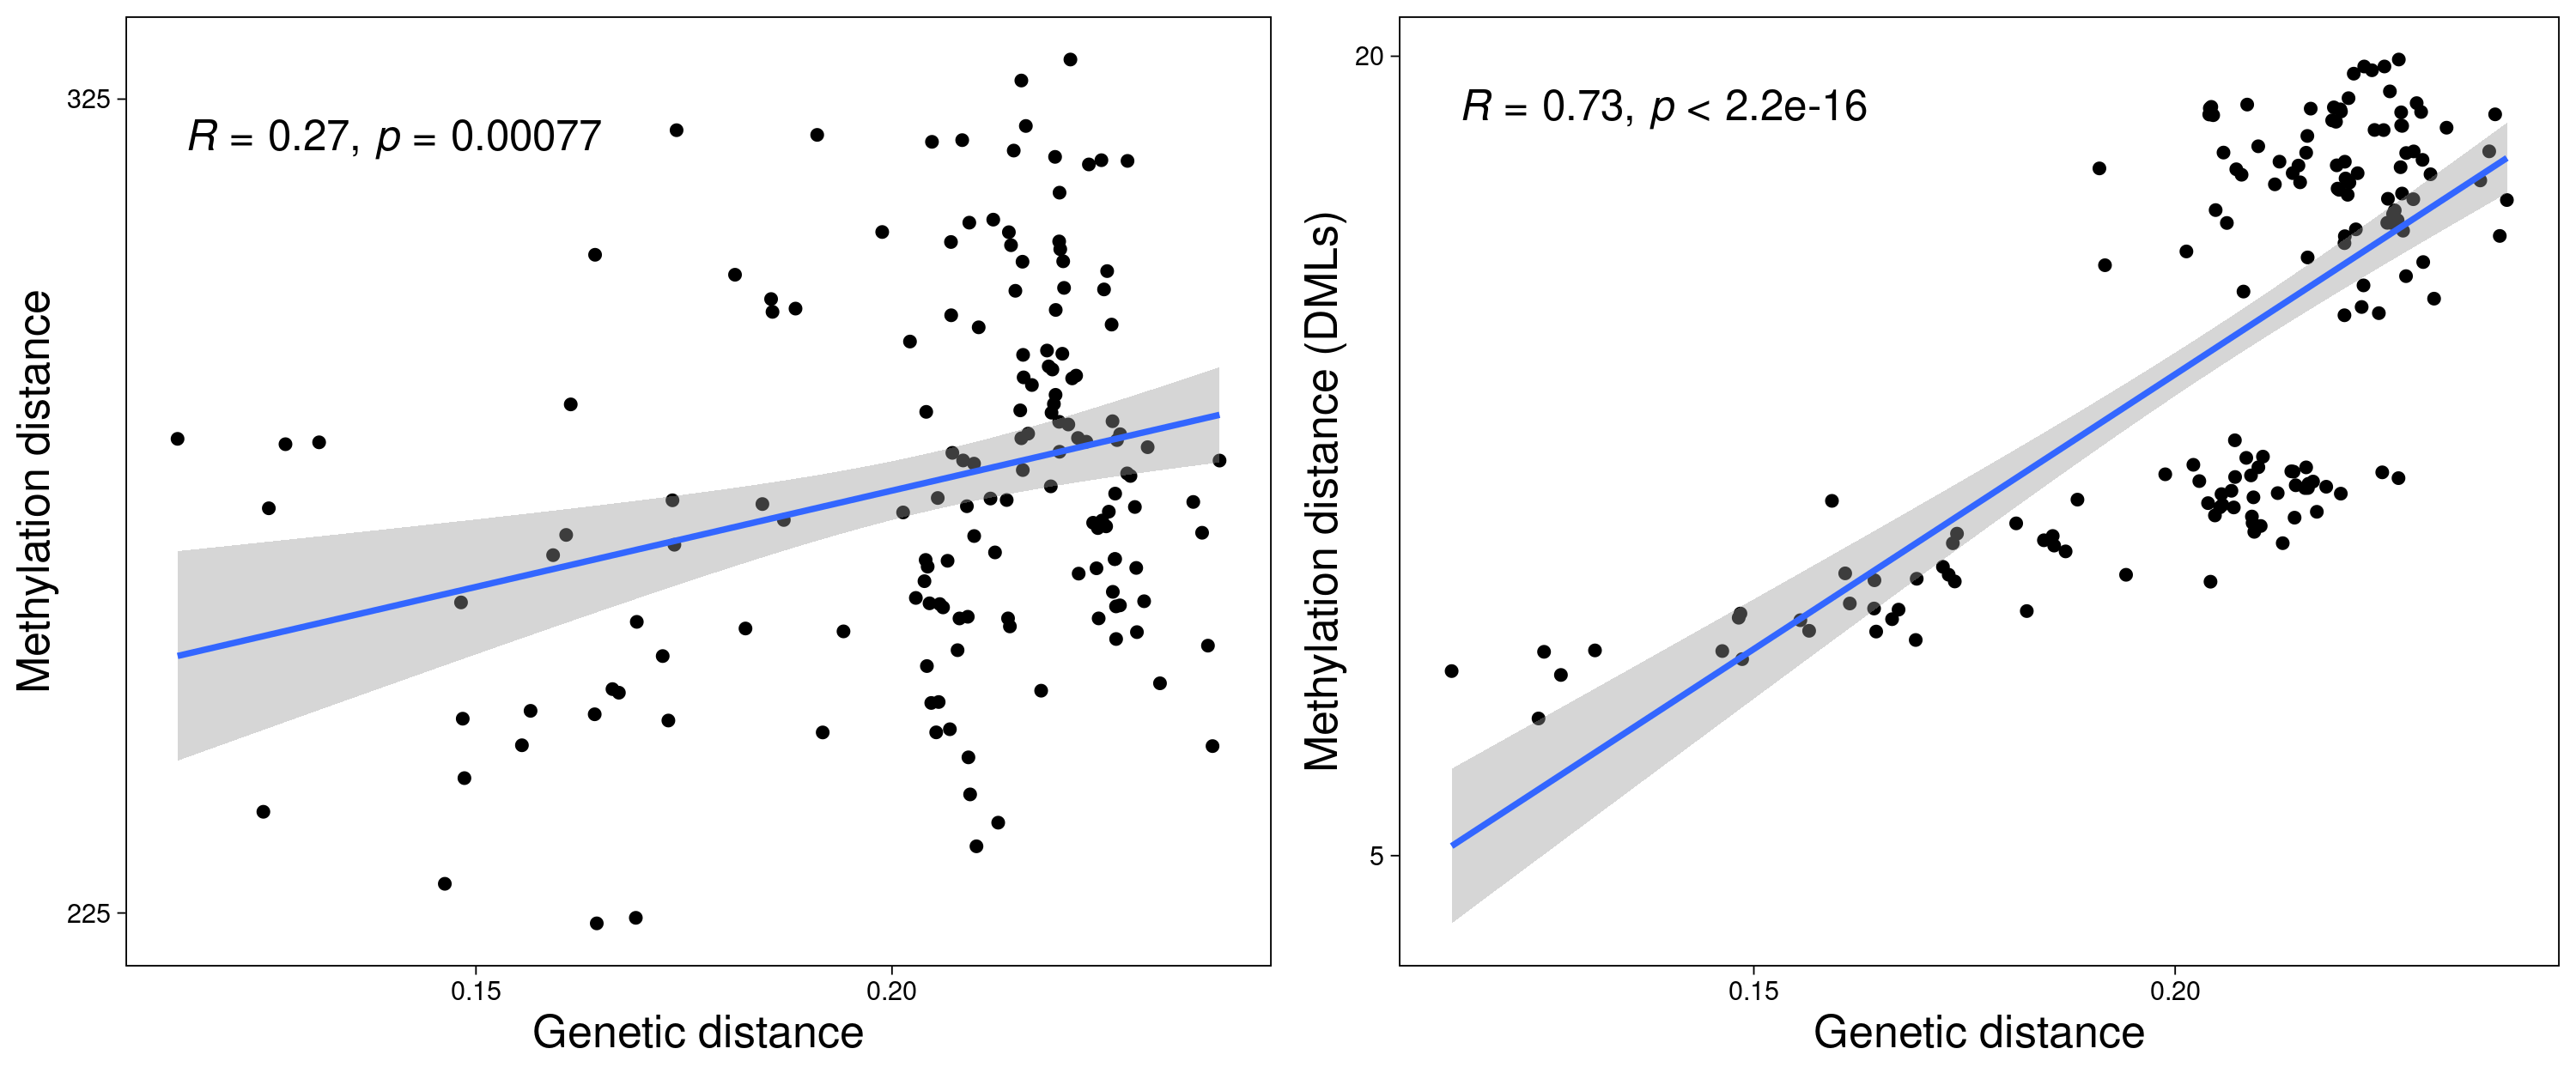 R = 0.27, p = 0.00077
325
225
Methylation distance
0.15
0.20
Genetic distance
R = 0.73, p < 2.2e-16
20
5
Methylation distance (DMLs)
0.15
0.20
Genetic distance